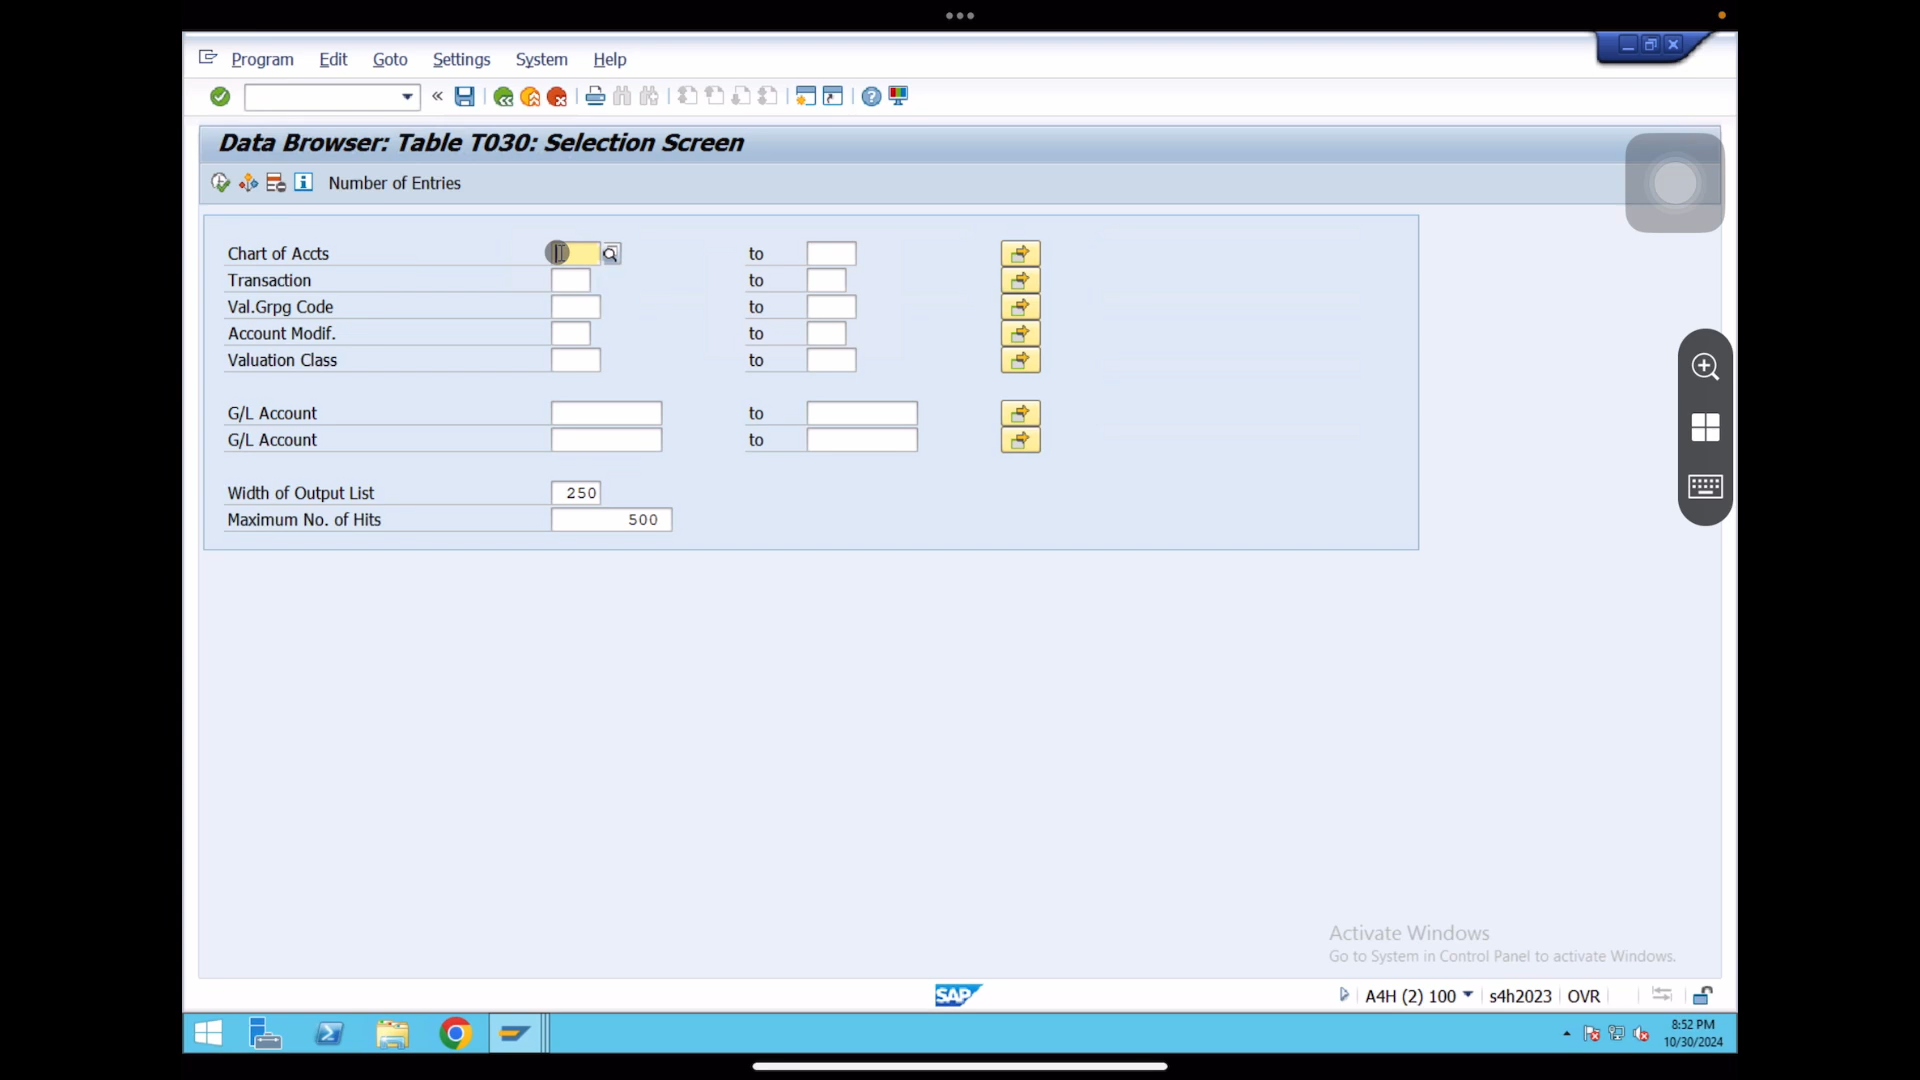 Program Edit Goto Settings System Help
Data Browser: Table T030: Selection Screen
Number of Entries
Chart of Accts to
Transaction to
Val.Grpg Code to
Account Modif. to
Valuation Class to
G/L Account to
G/L Account to
Width of Output List 250
Maximum No. of Hits 500
Activate Windows
Go to System in Control Panel to activate Windows.
SAP A4H (2) 100 s4h2023 OVR
8:52 PM
10/30/2024